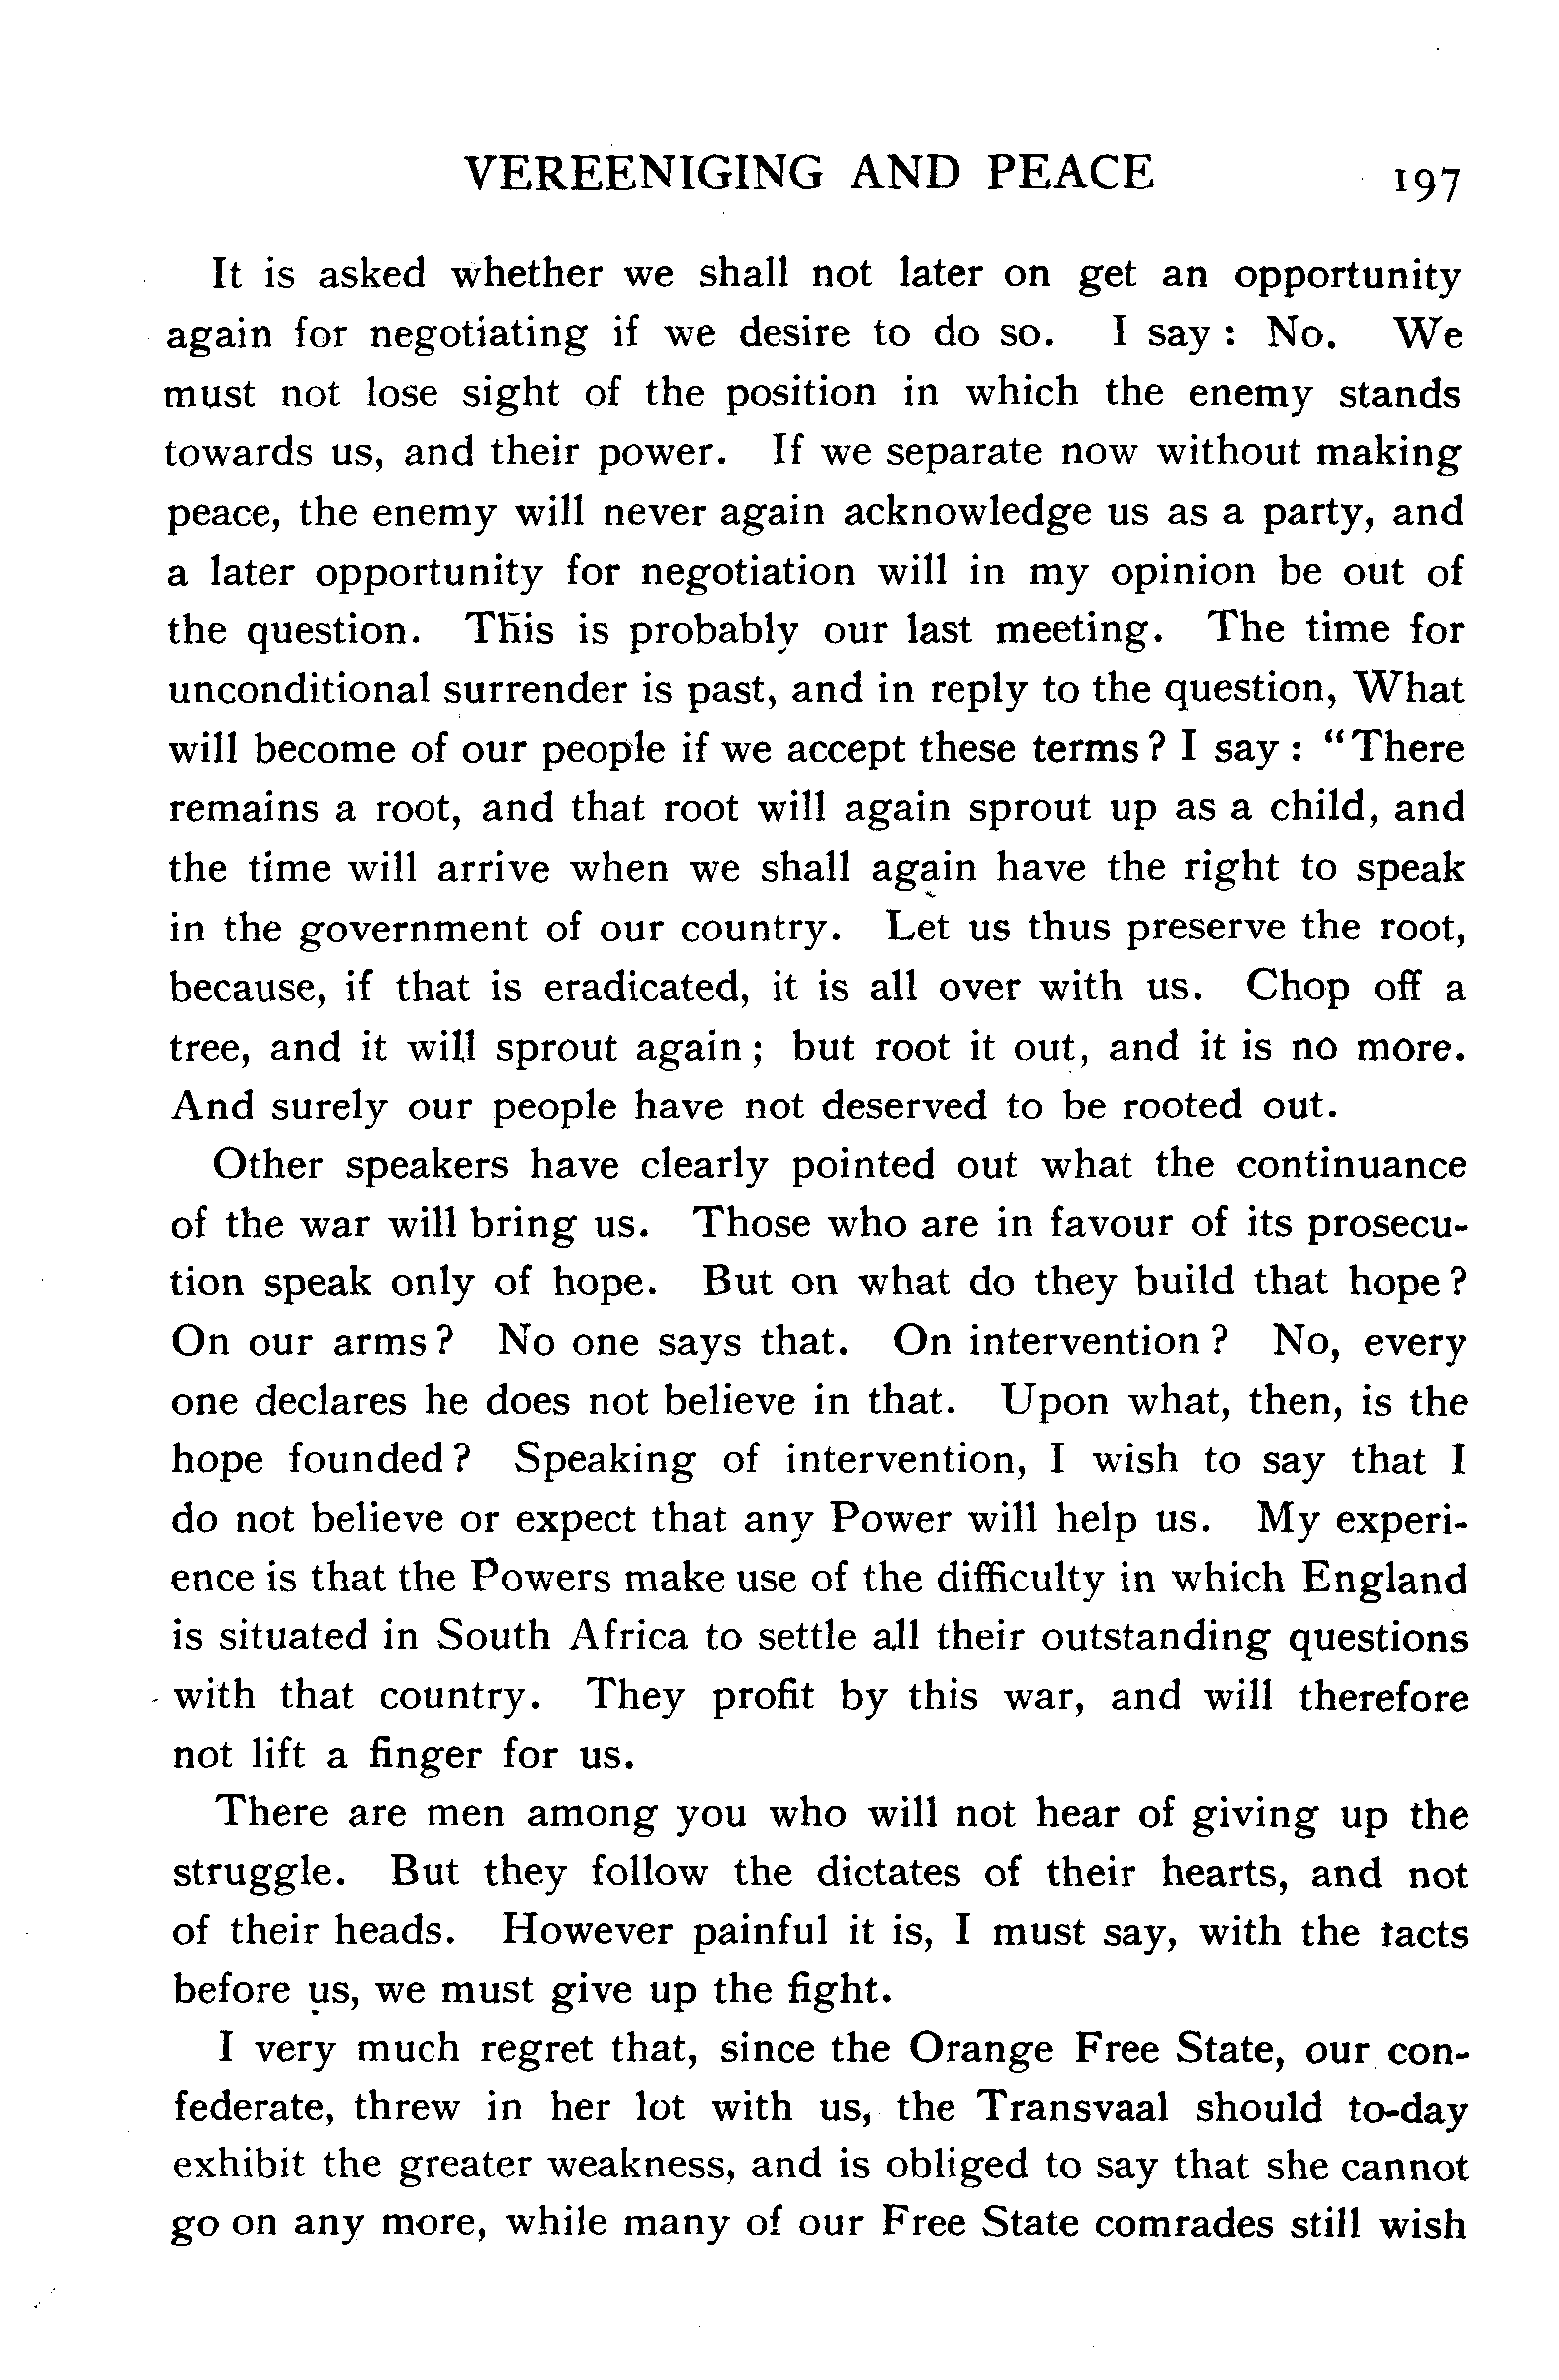 VEREENIGING AND PEACE 197
It is asked whether we shall not later on get an opportunity
again for negotiating if we desire to do so. I say : No. We
must not lose sight of the position in which the enemy stands
towards us, and their power. If we separate now without making
peace, the enemy will never again acknowledge us as a party, and
a later opportunity for negotiation will in my opinion be out of
the question. This is probably our last meeting. The time for
unconditional surrender is past, and in reply to the question, What
will become of our people if we accept these terms ? I say : “There
remains a root, and that root will again sprout up as a child, and
the time will arrive when we shall again have the right to speak
in the government of our country. Let us thus preserve the root,
because, if that is eradicated, it is all over with us. Chop off a
tree, and it will sprout again ; but root it out, and it is no more.
And surely our people have not deserved to be rooted out.
Other speakers have clearly pointed out what the continuance
of the war will bring us. Those who are in favour of its prosecu-
tion speak only of hope. But on what do they build that hope ?
On our arms ? No one says that. On intervention ? No, every
one declares he does not believe in that. Upon what, then, is the
hope founded ? Speaking of intervention, I wish to say that I
do not believe or expect that any Power will help us. My experi-
ence is that the Powers make use of the difficulty in which England
is situated in South Africa to settle all their outstanding questions
with that country. They profit by this war, and will therefore
not lift a finger for us.
There are men among you who will not hear of giving up the
struggle. But they follow the dictates of their hearts, and not
of their heads. However painful it is, I must say, with the facts
before us, we must give up the fight.
I very much regret that, since the Orange Free State, our con-
federate, threw in her lot with us, the Transvaal should to-day
exhibit the greater weakness, and is obliged to say that she cannot
go on any more, while many of our Free State comrades still wish